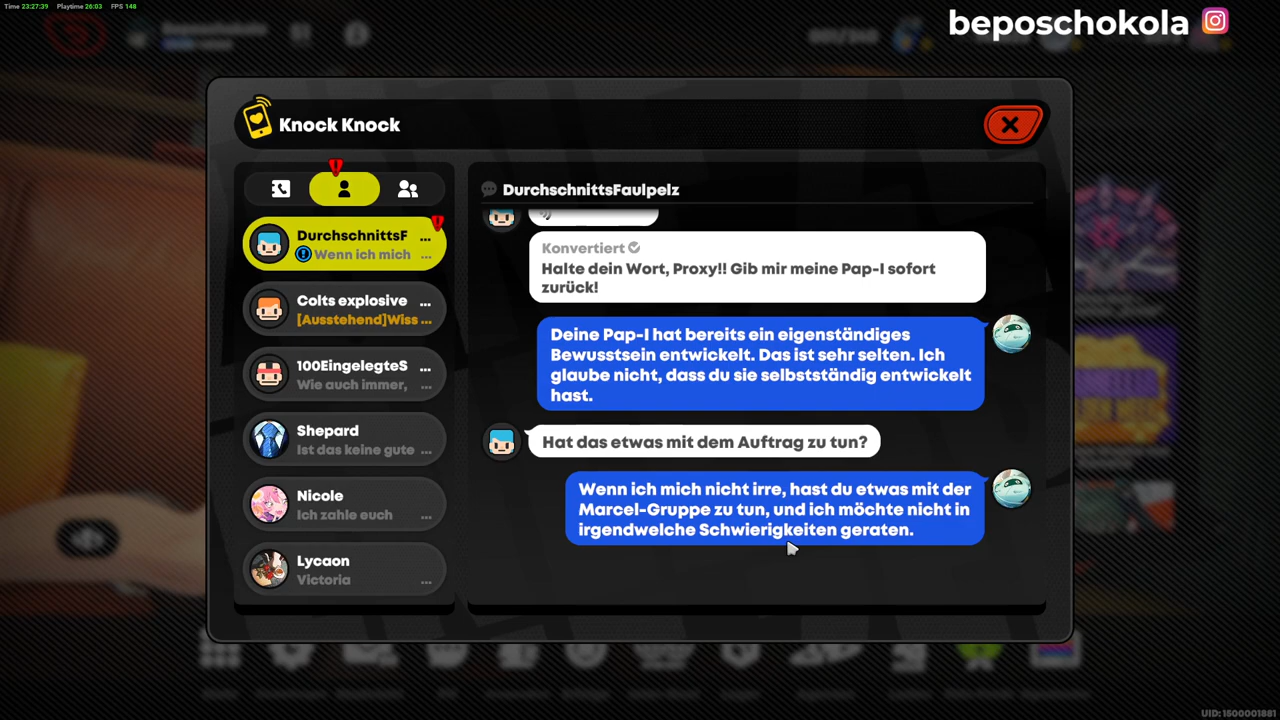 Time 23:27:39 Playtime 26:03 FPS 148
beposchokola
Knock Knock
DurchschnittsF ...
Wenn ich mich ...
Colts explosive ...
[Ausstehend]Wiss ...
100EingelegteS ...
Wie auch immer, ...
Shepard
Ist das keine gute ...
Nicole
Ich zahle euch ...
Lycaon
Victoria ...
DurchschnittsFaulpelz
Konvertiert
Halte dein Wort, Proxy!! Gib mir meine Pap-I sofort
zurück!
Deine Pap-I hat bereits ein eigenständiges
Bewusstsein entwickelt. Das ist sehr selten. Ich
glaube nicht, dass du sie selbstständig entwickelt
hast.
Hat das etwas mit dem Auftrag zu tun?
Wenn ich mich nicht irre, hast du etwas mit der
Marcel-Gruppe zu tun, und ich möchte nicht in
irgendwelche Schwierigkeiten geraten.
UID: 1500001881